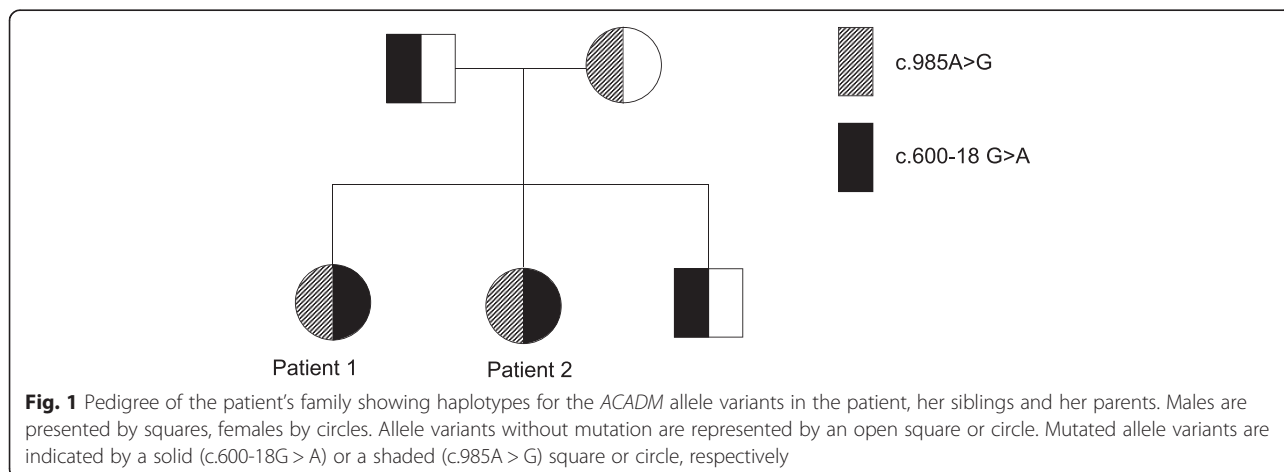 c.985A>G
c.600-18 G>A
Patient 1
Patient 2
Fig. 1 Pedigree of the patient's family showing haplotypes for the ACADM allele variants in the patient, her siblings and her parents. Males are
presented by squares, females by circles. Allele variants without mutation are represented by an open square or circle. Mutated allele variants are
indicated by a solid (c.600-18G > A) or a shaded (c.985A > G) square or circle, respectively